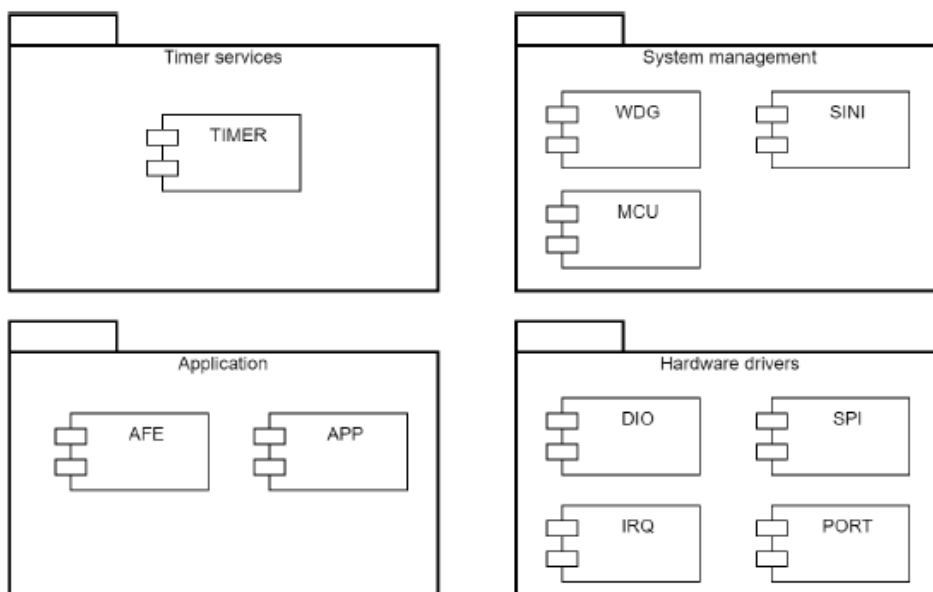 Timer services
TIMER
System management
WDG
SINI
MCU
Application
AFE
APP
Hardware drivers
DIO
SPI
IRQ
PORT